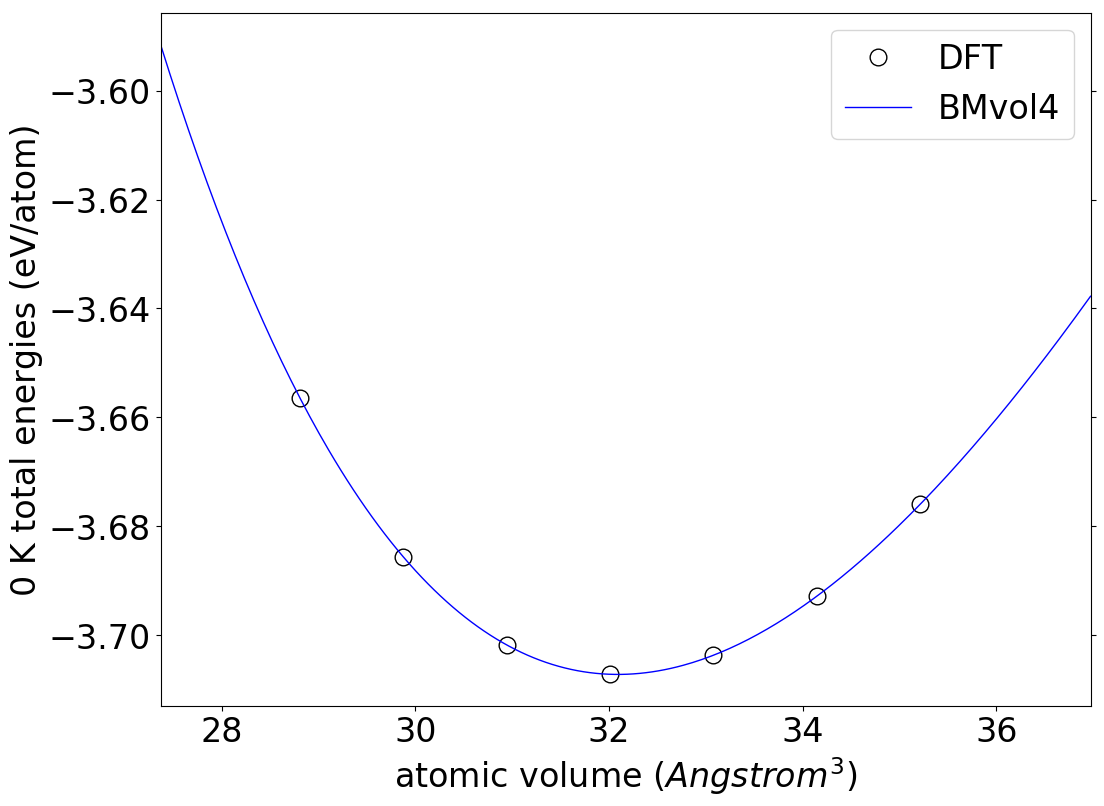 DFT
BMvol4
0 K total energies (eV/atom)
−3.60
−3.62
−3.64
−3.66
−3.68
−3.70
28 30 32 34 36
atomic volume (Angstrom³)